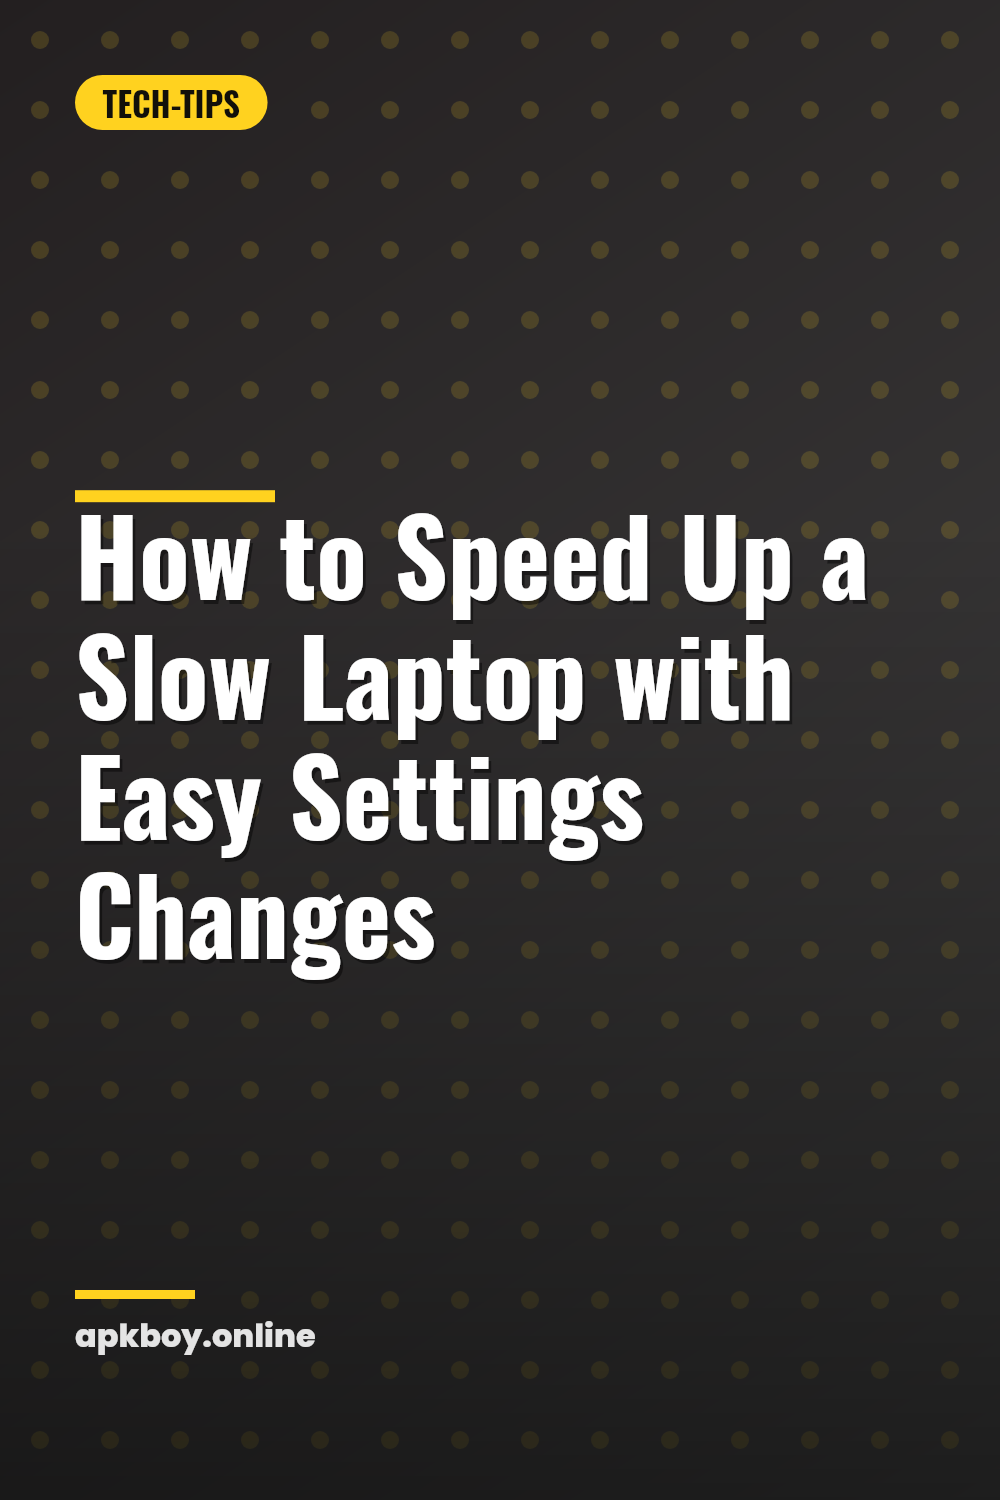 TECH-TIPS
How to Speed Up a
Slow Laptop with
Easy Settings
Changes
apkboy.online